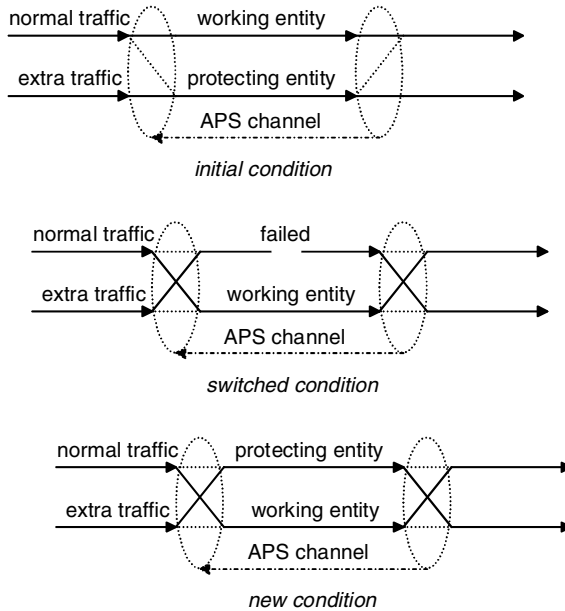 normal traffic working entity
extra traffic protecting entity
APS channel
initial condition
normal traffic failed
extra traffic working entity
APS channel
switched condition
normal traffic protecting entity
extra traffic working entity
APS channel
new condition